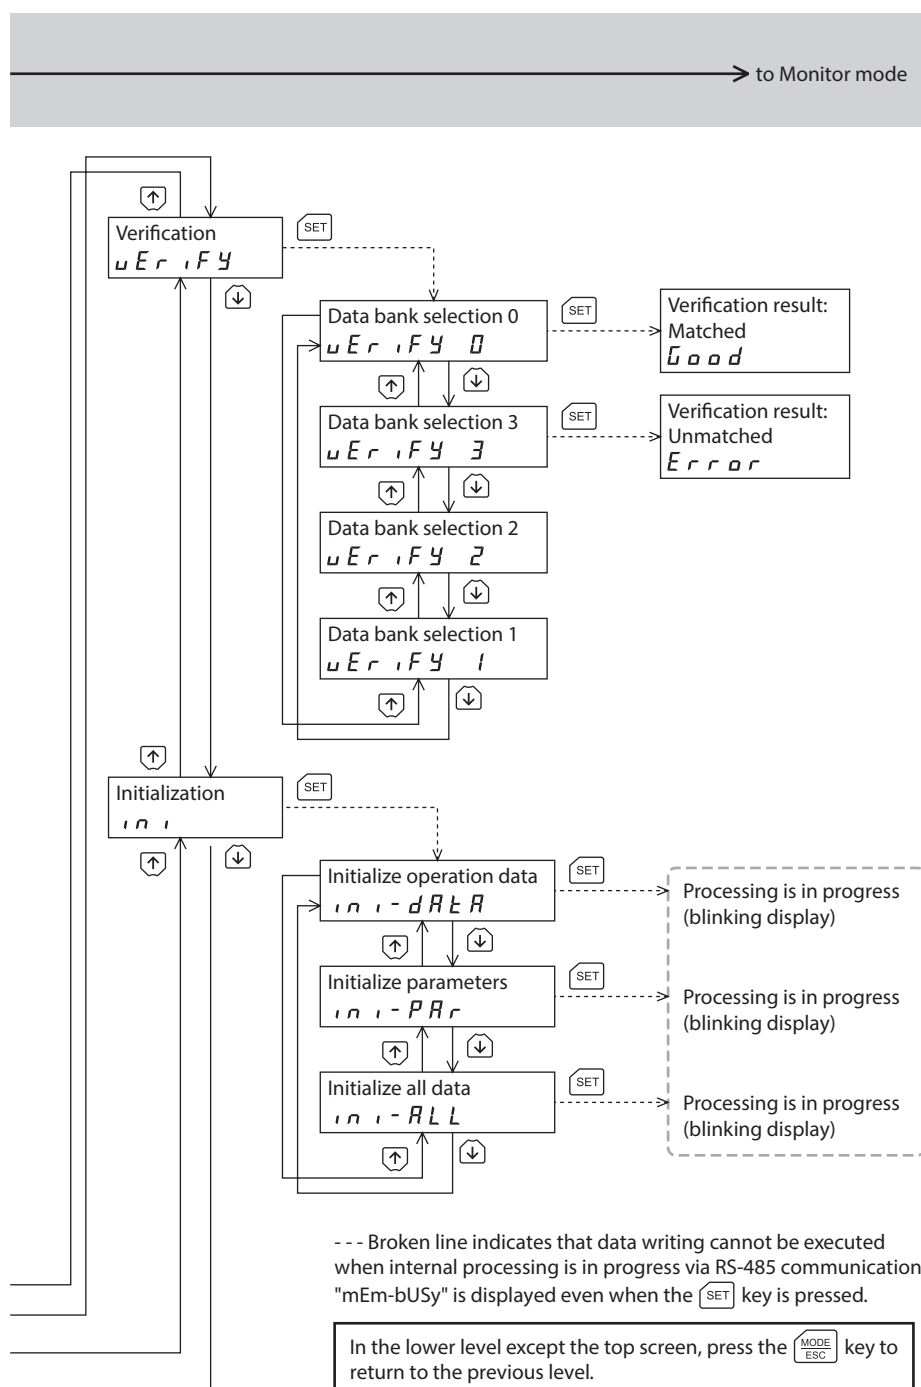 to Monitor mode
Verification
uEriFY
SET
Data bank selection 0
uEriFY 0
SET
Verification result:
Matched
Good
Data bank selection 3
uEriFY 3
SET
Verification result:
Unmatched
Error
Data bank selection 2
uEriFY 2
Data bank selection 1
uEriFY 1
Initialization
ini
SET
Initialize operation data
ini-dAtA
SET
Processing is in progress
(blinking display)
Initialize parameters
ini-PAr
SET
Processing is in progress
(blinking display)
Initialize all data
ini-ALL
SET
Processing is in progress
(blinking display)
- - - Broken line indicates that data writing cannot be executed
when internal processing is in progress via RS-485 communication
"mEm-bUSy" is displayed even when the SET key is pressed.
In the lower level except the top screen, press the MODE ESC key to
return to the previous level.